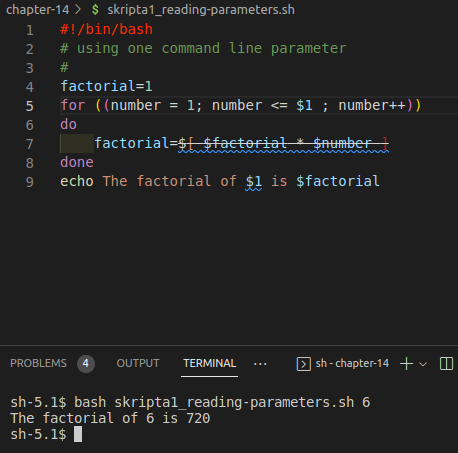 chapter-14 > $ skripta1_reading-parameters.sh
1 #!/bin/bash
2 # using one command line parameter
3 #
4 factorial=1
5 for ((number = 1; number <= $1 ; number++))
6 do
7 factorial=$[ $factorial * $number ]
8 done
9 echo The factorial of $1 is $factorial
PROBLEMS 4 OUTPUT TERMINAL ··· sh - chapter-14
sh-5.1$ bash skripta1_reading-parameters.sh 6
The factorial of 6 is 720
sh-5.1$